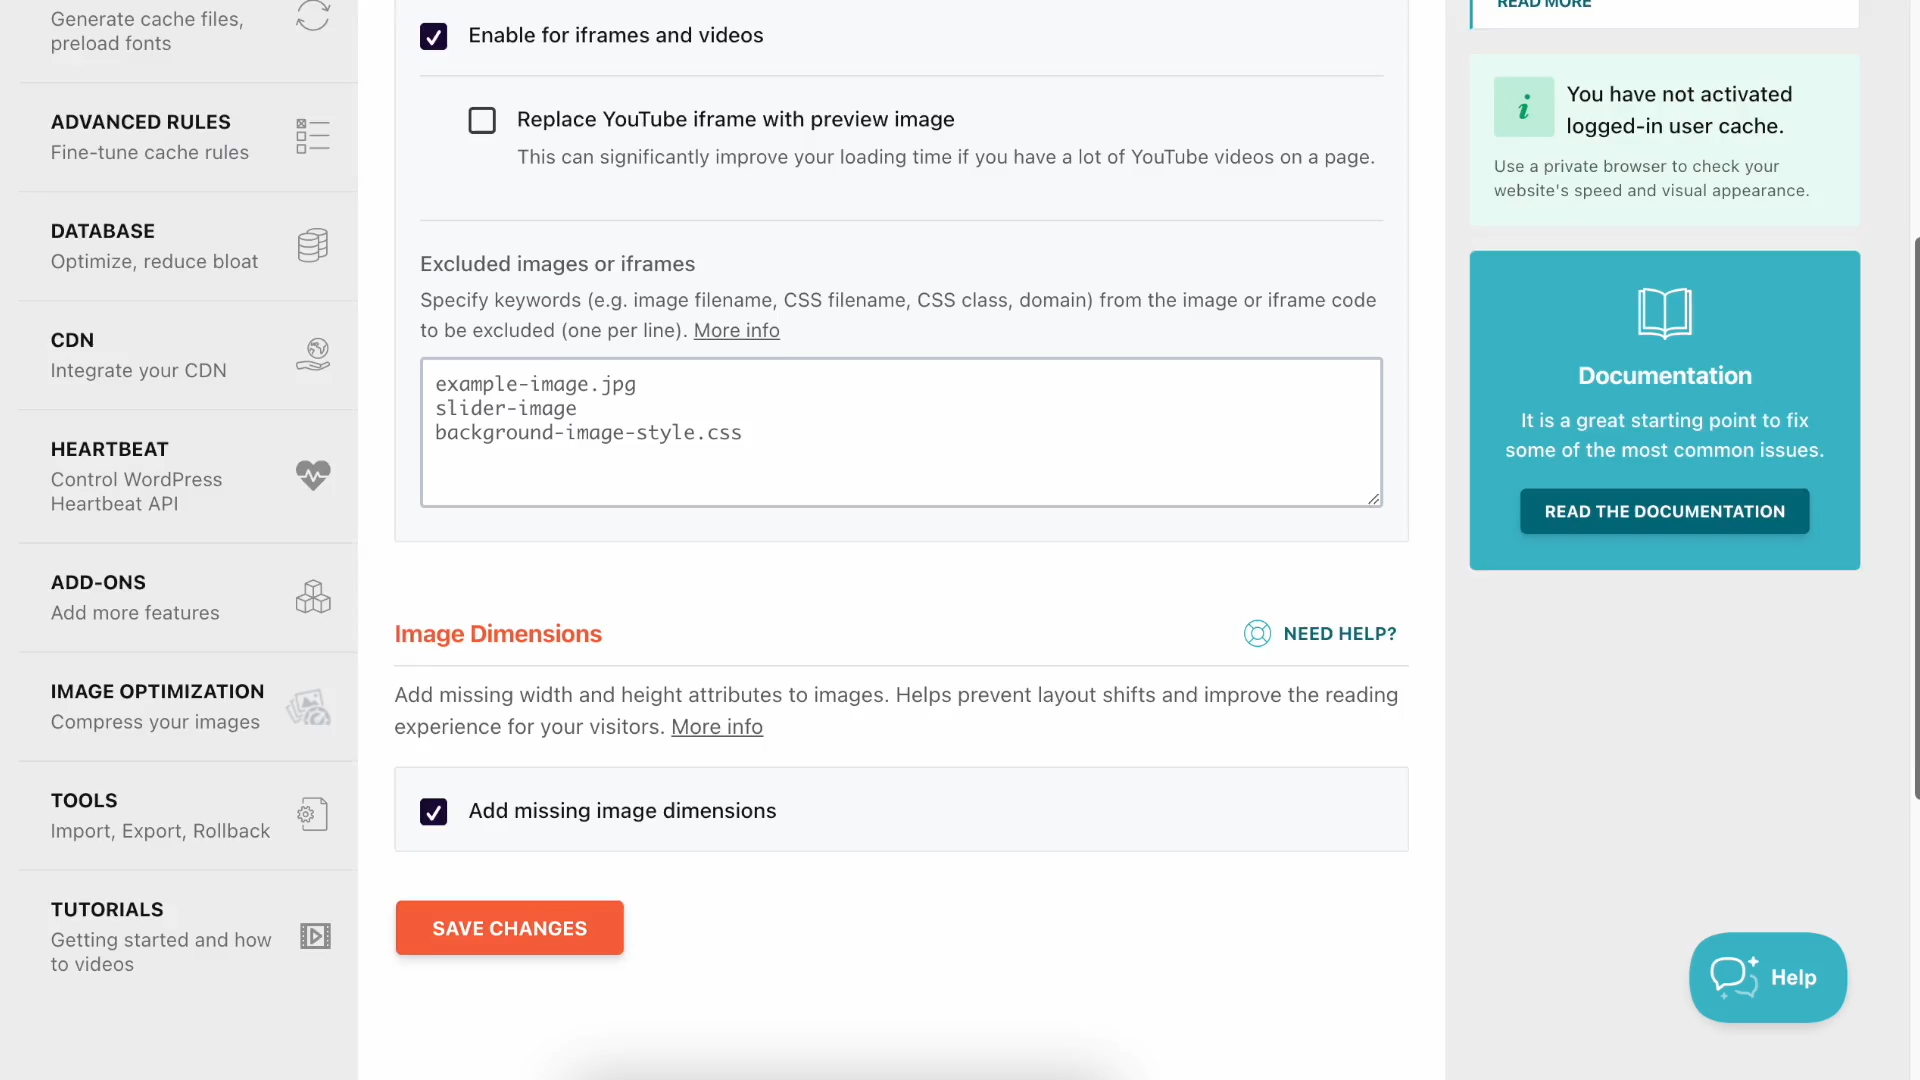 Generate cache files,
preload fonts
ADVANCED RULES
Fine-tune cache rules
DATABASE
Optimize, reduce bloat
CDN
Integrate your CDN
HEARTBEAT
Control WordPress
Heartbeat API
ADD-ONS
Add more features
IMAGE OPTIMIZATION
Compress your images
TOOLS
Import, Export, Rollback
TUTORIALS
Getting started and how
to videos
Enable for iframes and videos
Replace YouTube iframe with preview image
This can significantly improve your loading time if you have a lot of YouTube videos on a page.
Excluded images or iframes
Specify keywords (e.g. image filename, CSS filename, CSS class, domain) from the image or iframe code
to be excluded (one per line). More info
example-image.jpg
slider-image
background-image-style.css
Image Dimensions
NEED HELP?
Add missing width and height attributes to images. Helps prevent layout shifts and improve the reading
experience for your visitors. More info
Add missing image dimensions
SAVE CHANGES
READ MORE
You have not activated
logged-in user cache.
Use a private browser to check your
website's speed and visual appearance.
Documentation
It is a great starting point to fix
some of the most common issues.
READ THE DOCUMENTATION
Help